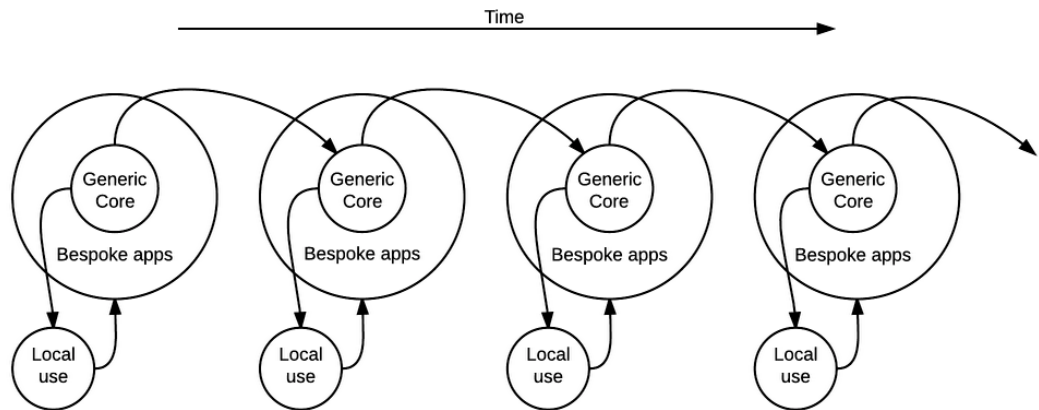 Time
Generic
Core
Bespoke apps
Local
use
Generic
Core
Bespoke apps
Local
use
Generic
Core
Bespoke apps
Local
use
Generic
Core
Bespoke apps
Local
use